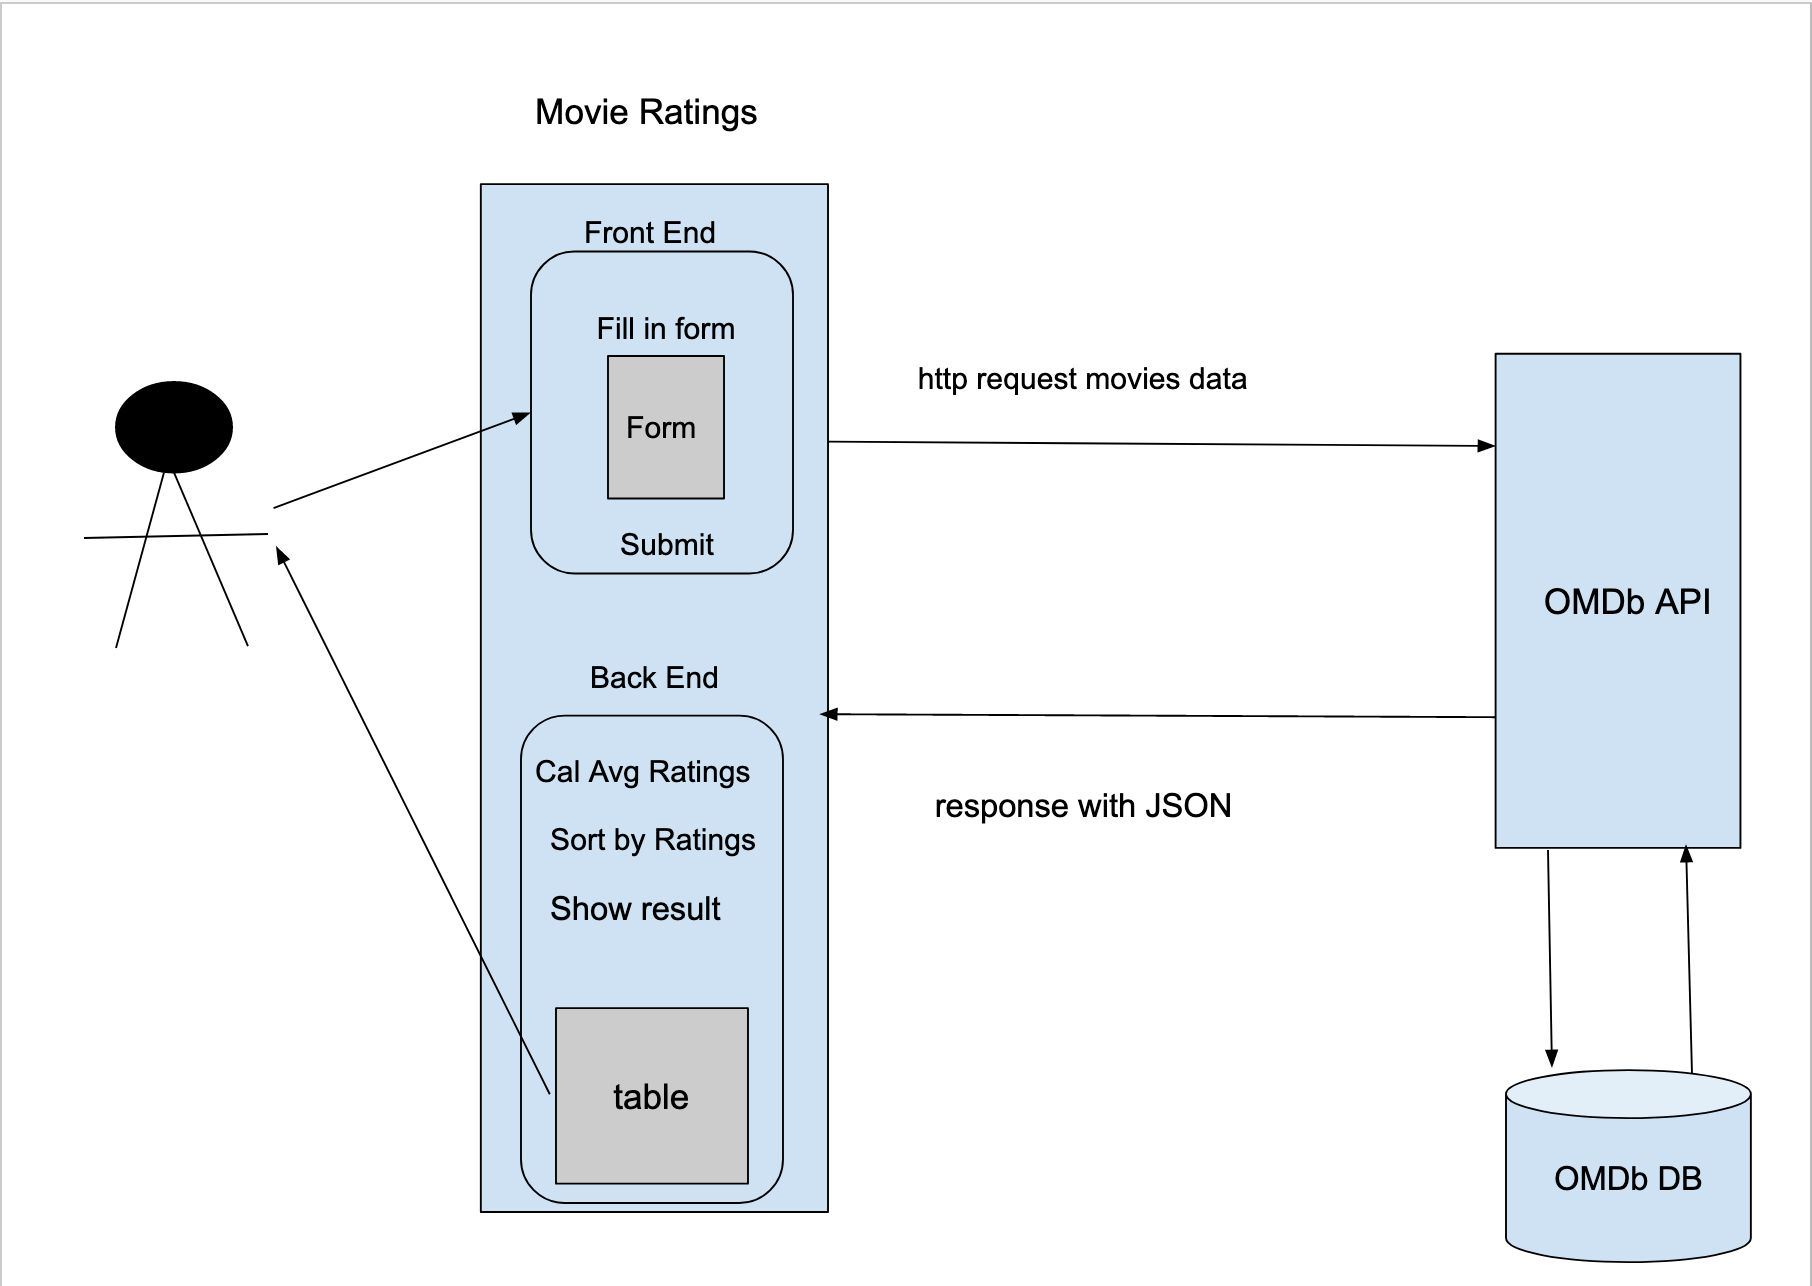 Movie Ratings
Front End
Fill in form
Form
Submit
http request movies data
OMDb API
Back End
Cal Avg Ratings
Sort by Ratings
Show result
response with JSON
table
OMDb DB